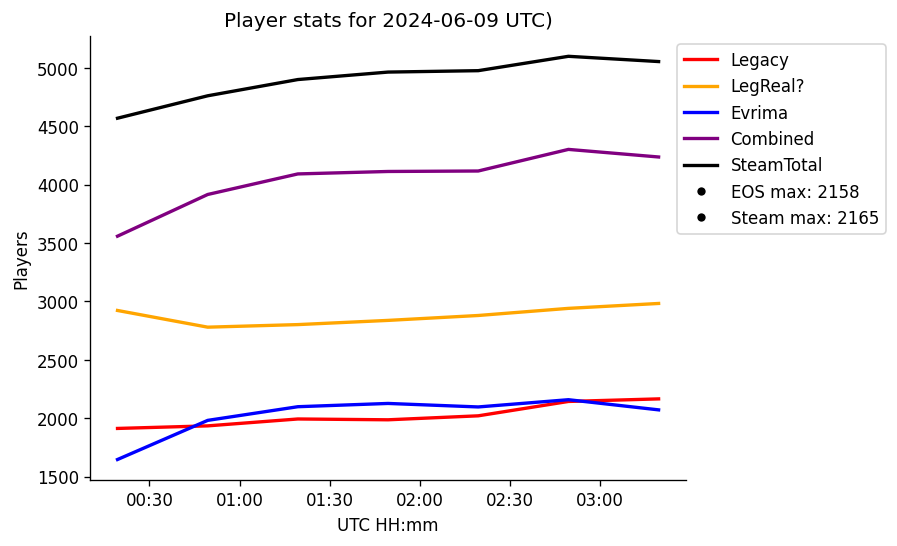 Player stats for 2024-06-09 UTC)
5000
4500
4000
3500
3000
2500
2000
1500
Players
00:30 01:00 01:30 02:00 02:30 03:00
UTC HH:mm
Legacy
LegReal?
Evrima
Combined
SteamTotal
EOS max: 2158
Steam max: 2165